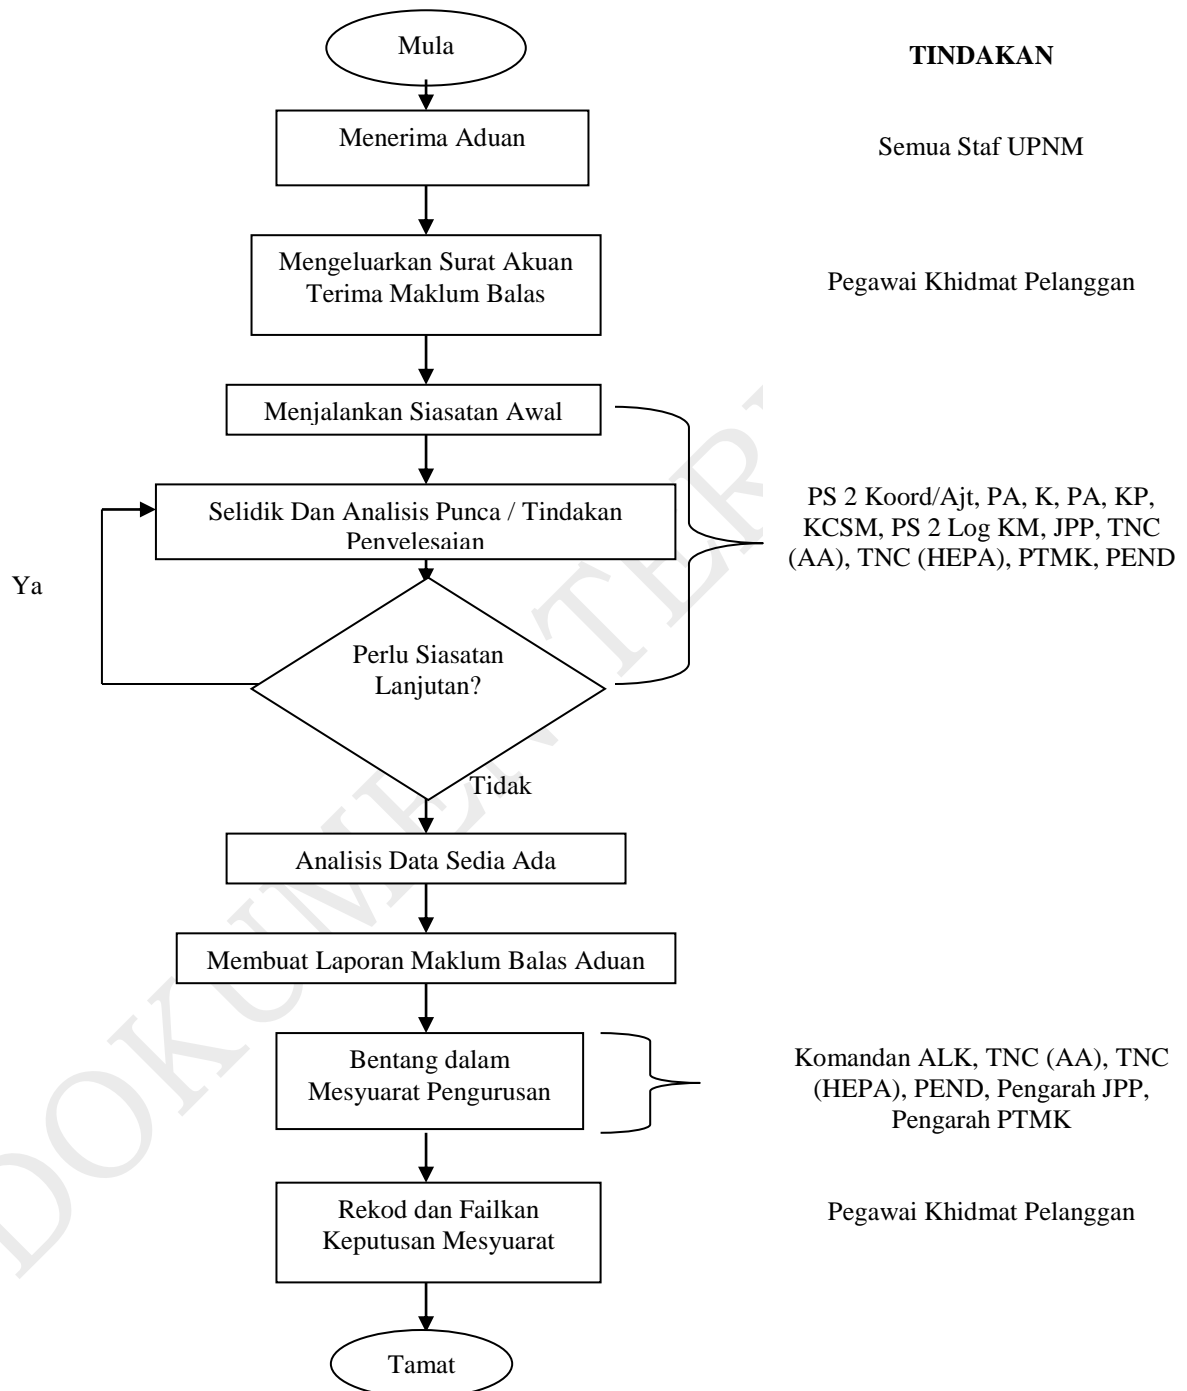 Mula
TINDAKAN
Menerima Aduan
Semua Staf UPNM
Mengeluarkan Surat Akuan
Terima Maklum Balas
Pegawai Khidmat Pelanggan
Menjalankan Siasatan Awal
Selidik Dan Analisis Punca / Tindakan
Penyelesaian
PS 2 Koord/Ajt, PA, K, PA, KP,
KCSM, PS 2 Log KM, JPP, TNC
(AA), TNC (HEPA), PTMK, PEND
Ya
Perlu Siasatan
Lanjutan?
Tidak
Analisis Data Sedia Ada
Membuat Laporan Maklum Balas Aduan
Bentang dalam
Mesyuarat Pengurusan
Komandan ALK, TNC (AA), TNC
(HEPA), PEND, Pengarah JPP,
Pengarah PTMK
Rekod dan Failkan
Keputusan Mesyuarat
Pegawai Khidmat Pelanggan
Tamat
DOKUMEN TER